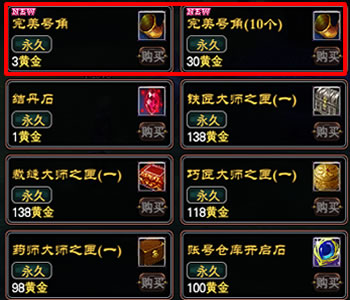 NEW
完美号角
永久
3黄金
购买
NEW
完美号角(10个)
永久
30黄金
购买
结丹石
永久
1黄金
购买
铁匠大师之匣(一)
永久
138黄金
购买
裁缝大师之匣(一)
永久
138黄金
购买
巧匠大师之匣(一)
永久
118黄金
购买
药师大师之匣(一)
永久
98黄金
购买
账号仓库开启石
永久
100黄金
购买